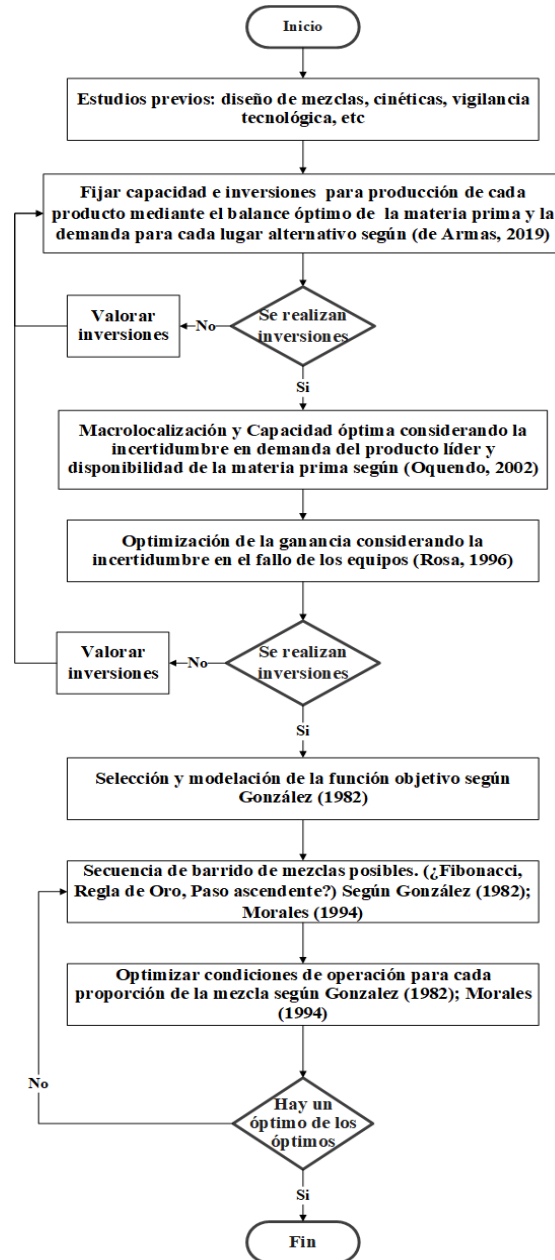 Inicio
Estudios previos: diseño de mezclas, cinéticas, vigilancia
tecnológica, etc
Fijar capacidad e inversiones para producción de cada
producto mediante el balance óptimo de la materia prima y la
demanda para cada lugar alternativo según (de Armas, 2019)
Se realizan
inversiones
No
Valorar
inversiones
Si
Macrolocalización y Capacidad óptima considerando la
incertidumbre en demanda del producto líder y
disponibilidad de la materia prima según (Oquendo, 2002)
Optimización de la ganancia considerando la
incertidumbre en el fallo de los equipos (Rosa, 1996)
Se realizan
inversiones
No
Valorar
inversiones
Si
Selección y modelación de la función objetivo según
González (1982)
Secuencia de barrido de mezclas posibles. (¿Fibonacci,
Regla de Oro, Paso ascendente?) Según González (1982);
Morales (1994)
Optimizar condiciones de operación para cada
proporción de la mezcla según Gonzalez (1982); Morales
(1994)
Hay un
óptimo de los
óptimos
No
Si
Fin